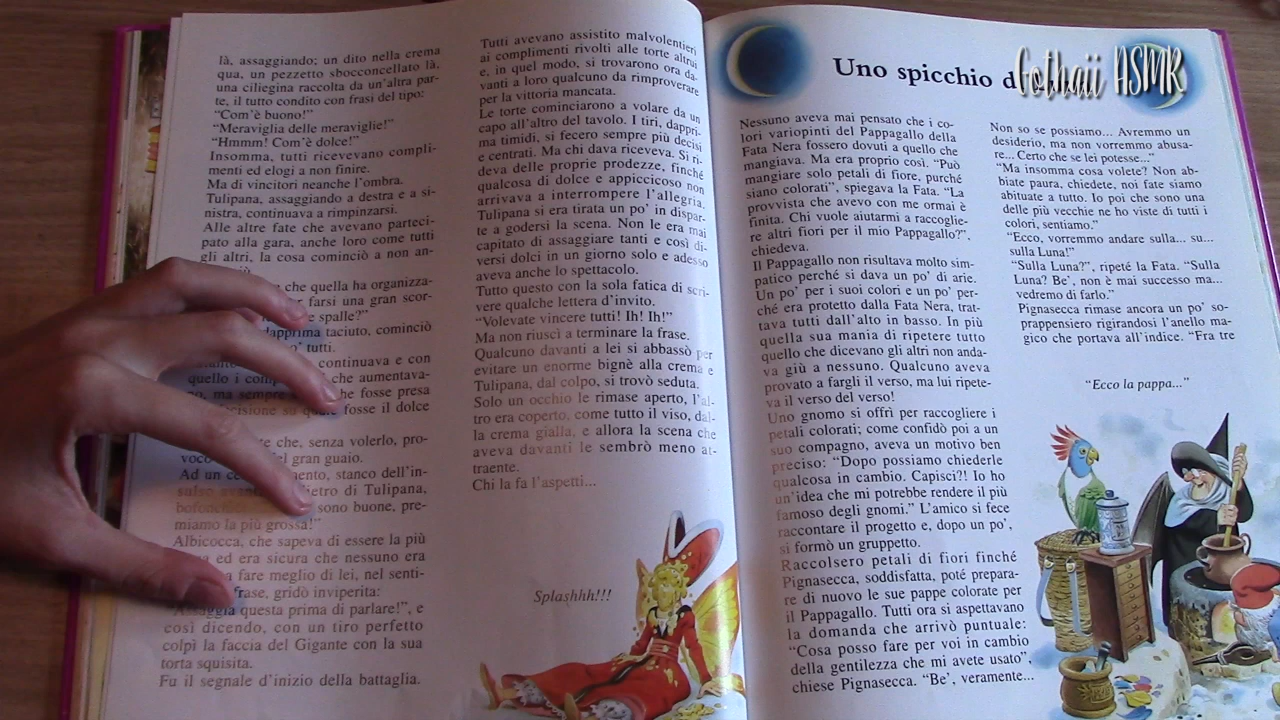 là, assaggiando; un dito nella crema
qua, un pezzetto sbocconcellato là,
una ciliegina raccolta da un'altra par-
te, il tutto condito con frasi del tipo:
"Com'è buono!"
"Meraviglia delle meraviglie!"
"Hmmm! Com'è dolce!"
Insomma, tutti ricevevano compli-
menti ed elogi a non finire.
Ma di vincitori neanche l'ombra.
Tulipana, assaggiando a destra e a si-
nistra, continuava a rimpinzarsi.
Alle altre fate che avevano parteci-
pato alla gara, anche loro come tutti
gli altri, la cosa cominciò a non an-
che quella ha organizza-
farsi una gran scor-
e spalle?"
dapprima taciuto, cominciò
po' tutti.
continuava e con
quello i che aumentava-
no, ma sempre che fosse presa
su quale fosse il dolce
te che, senza volerlo, pro-
vocò del gran guaio.
Ad un mento, stanco dell'in-
dietro di Tulipana,
sono buone, pre-
miamo la più grossa!"
Albicocca, che sapeva di essere la più
ed era sicura che nessuno era
a fare meglio di lei, nel senti-
frase, gridò inviperita:
"Assaggia questa prima di parlare!", e
così dicendo, con un tiro perfetto
colpì la faccia del Gigante con la sua
torta squisita.
Fu il segnale d'inizio della battaglia.
Tutti avevano assistito malvolentieri
ai complimenti rivolti alle torte altrui
e, in quel modo, si trovarono ora da-
vanti a loro qualcuno da rimproverare
per la vittoria mancata.
Le torte cominciarono a volare da un
capo all'altro del tavolo. I tiri, dappri-
ma timidi, si fecero sempre più decisi
e centrati. Ma chi dava riceveva. Si ri-
deva delle proprie prodezze, finché
qualcosa di dolce e appiccicoso non
arrivava a interrompere l'allegria.
Tulipana si era tirata un po' in dispar-
te a godersi la scena. Non le era mai
capitato di assaggiare tanti e così di-
versi dolci in un giorno solo e adesso
aveva anche lo spettacolo.
Tutto questo con la sola fatica di scri-
vere qualche lettera d'invito.
"Volevate vincere tutti! Ih! Ih!"
Ma non riuscì a terminare la frase.
Qualcuno davanti a lei si abbassò per
evitare un enorme bignè alla crema e
Tulipana, dal colpo, si trovò seduta.
Solo un occhio le rimase aperto, l'al-
tro era coperto, come tutto il viso, dal-
la crema gialla, e allora la scena che
aveva davanti le sembrò meno at-
traente.
Chi la fa l'aspetti...
Splashhh!!!
Uno spicchio
Gothaii ASMR
Nessuno aveva mai pensato che i co-
lori variopinti del Pappagallo della
Fata Nera fossero dovuti a quello che
mangiava. Ma era proprio così. "Può
mangiare solo petali di fiore, purché
siano colorati", spiegava la Fata. "La
provvista che avevo con me ormai è
finita. Chi vuole aiutarmi a raccoglie-
re altri fiori per il mio Pappagallo?",
chiedeva.
Il Pappagallo non risultava molto sim-
patico perché si dava un po' di arie.
Un po' per i suoi colori e un po' per-
ché era protetto dalla Fata Nera, trat-
tava tutti dall'alto in basso. In più
quella sua mania di ripetere tutto
quello che dicevano gli altri non anda-
va giù a nessuno. Qualcuno aveva
provato a fargli il verso, ma lui ripete-
va il verso del verso!
Uno gnomo si offrì per raccogliere i
petali colorati; come confidò poi a un
suo compagno, aveva un motivo ben
preciso: "Dopo possiamo chiederle
qualcosa in cambio. Capisci?! Io ho
un'idea che mi potrebbe rendere il più
famoso degli gnomi." L'amico si fece
raccontare il progetto e, dopo un po',
si formò un gruppetto.
Raccolsero petali di fiori finché
Pignasecca, soddisfatta, poté prepara-
re di nuovo le sue pappe colorate per
il Pappagallo. Tutti ora si aspettavano
la domanda che arrivò puntuale:
"Cosa posso fare per voi in cambio
della gentilezza che mi avete usato",
chiese Pignasecca. "Be', veramente...
Non so se possiamo... Avremmo un
desiderio, ma non vorremmo abusa-
re... Certo che se lei potesse..."
"Ma insomma cosa volete? Non ab-
biate paura, chiedete, noi fate siamo
abituate a tutto. Io poi che sono una
delle più vecchie ne ho viste di tutti i
colori, sentiamo."
"Ecco, vorremmo andare sulla... su...
sulla Luna!"
"Sulla Luna?", ripeté la Fata. "Sulla
Luna? Be', non è mai successo ma...
vedremo di farlo."
Pignasecca rimase ancora un po' so-
prappensiero rigirandosi l'anello ma-
gico che portava all'indice. "Fra tre
"Ecco la pappa..."